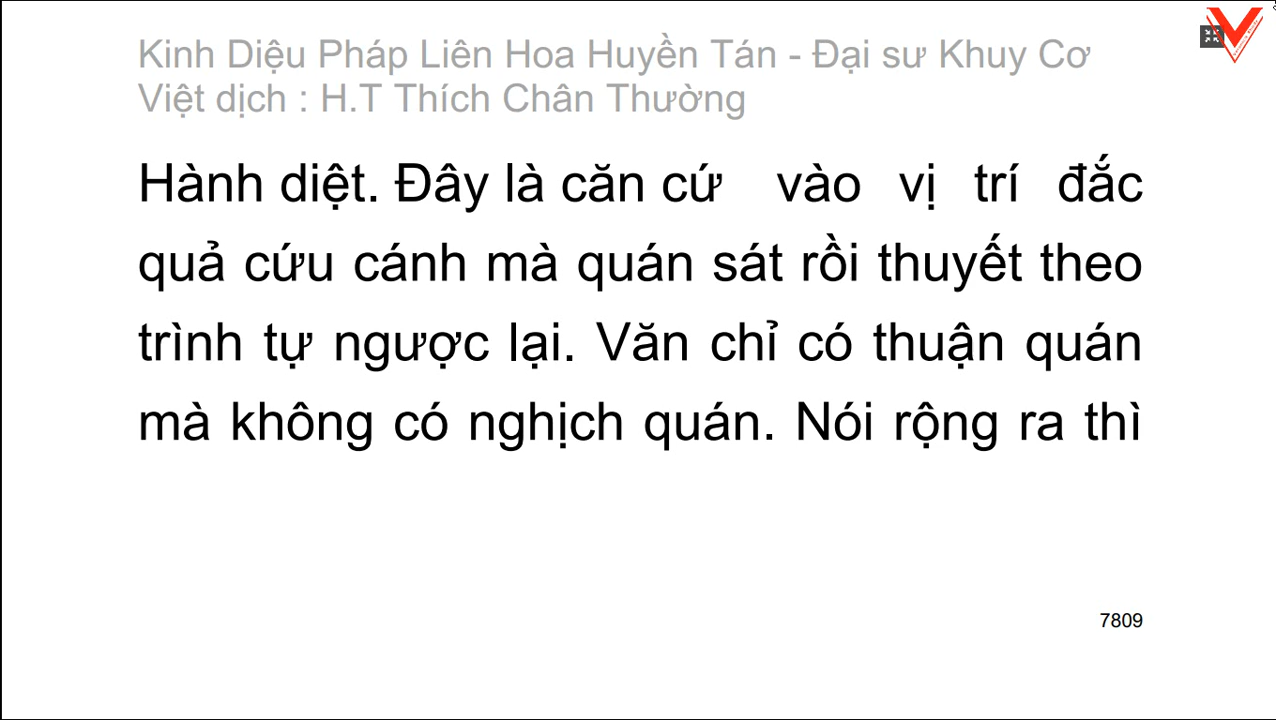 Kinh Diệu Pháp Liên Hoa Huyền Tán - Đại sư Khuy Cơ
Việt dịch : H.T Thích Chân Thường
Hành diệt. Đây là căn cứ vào vị trí đắc
quả cứu cánh mà quán sát rồi thuyết theo
trình tự ngược lại. Văn chỉ có thuận quán
mà không có nghịch quán. Nói rộng ra thì
7809